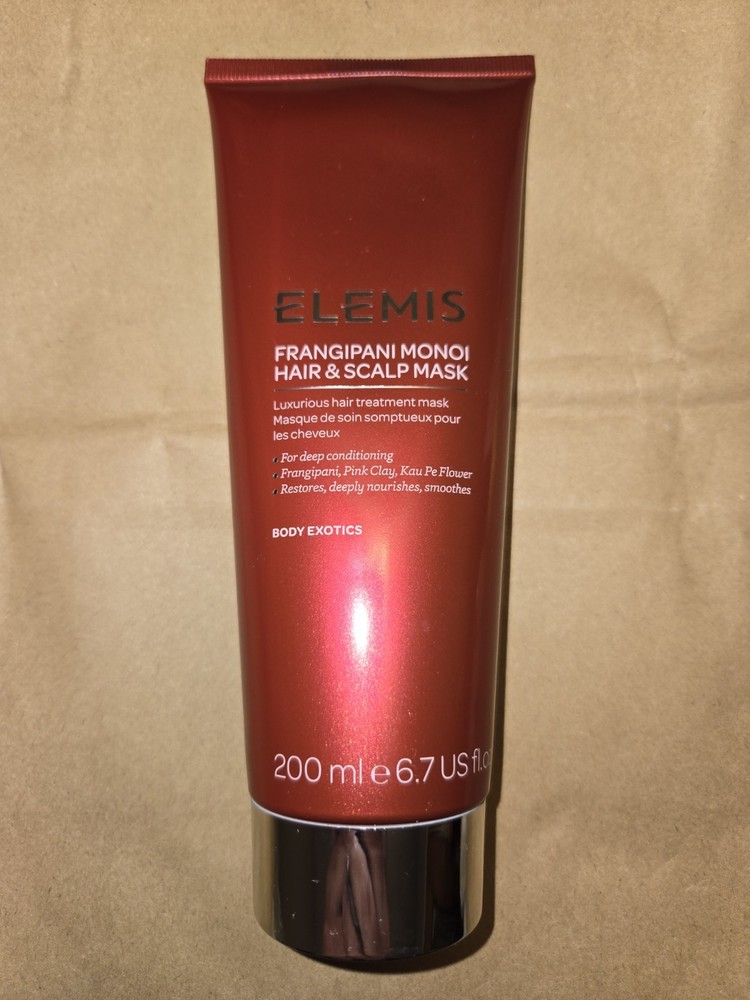 ELEMIS
FRANGIPANI MONOI
HAIR & SCALP MASK
Luxurious hair treatment mask
Masque de soin somptueux pour
les cheveux
• For deep conditioning
• Frangipani, Pink Clay, Kau Pe Flower
• Restores, deeply nourishes, smoothes
BODY EXOTICS
200 ml e 6.7 US fl.o